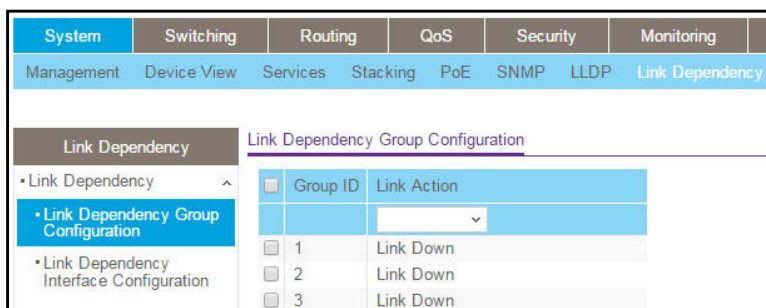 System Switching Routing QoS Security Monitoring
Management Device View Services Stacking PoE SNMP LLDP Link Dependency
Link Dependency
Link Dependency
Link Dependency Group
Configuration
Link Dependency
Interface Configuration
Link Dependency Group Configuration
Group ID Link Action
1 Link Down
2 Link Down
3 Link Down